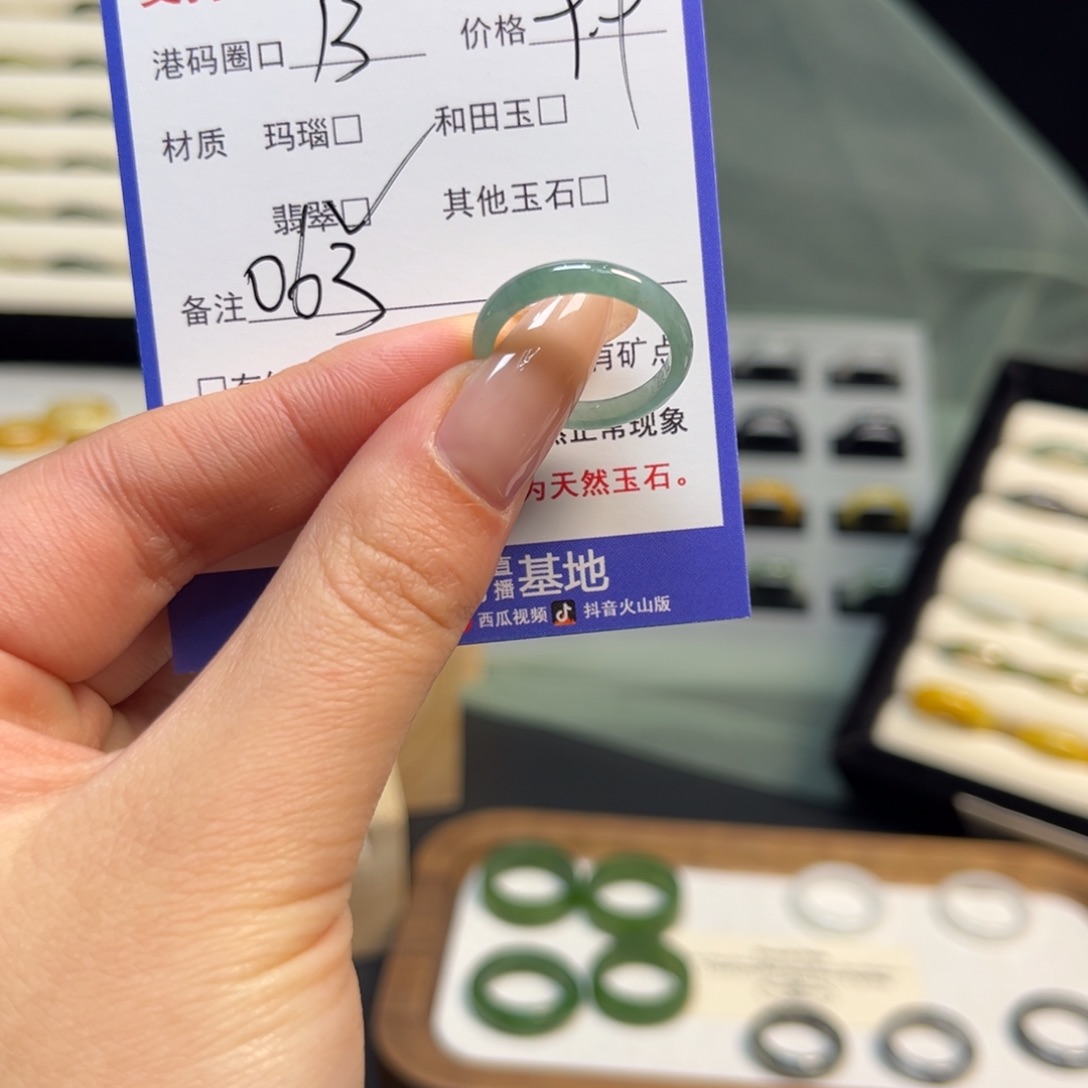 港码圈口 13 价格
材质 玛瑙□ 和田玉□
翡翠□ 其他玉石□
备注 063
有矿点
正常现象
为天然玉石。
播 基地
西瓜视频 抖音火山版